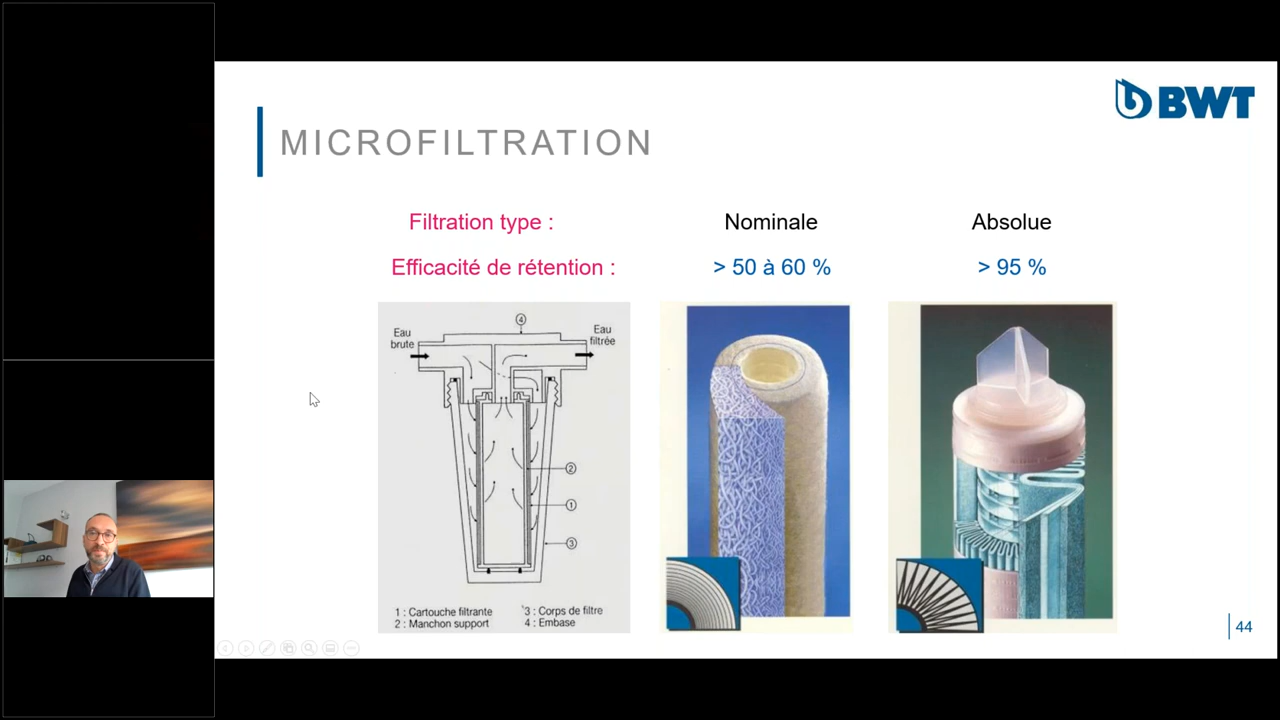 BWT
MICROFILTRATION
Filtration type : Nominale Absolue
Efficacité de rétention : > 50 à 60 % > 95 %
4
Eau brute
Eau filtrée
2
1
3
1 : Cartouche filtrante
2 : Manchon support
3 : Corps de filtre
4 : Embase
44